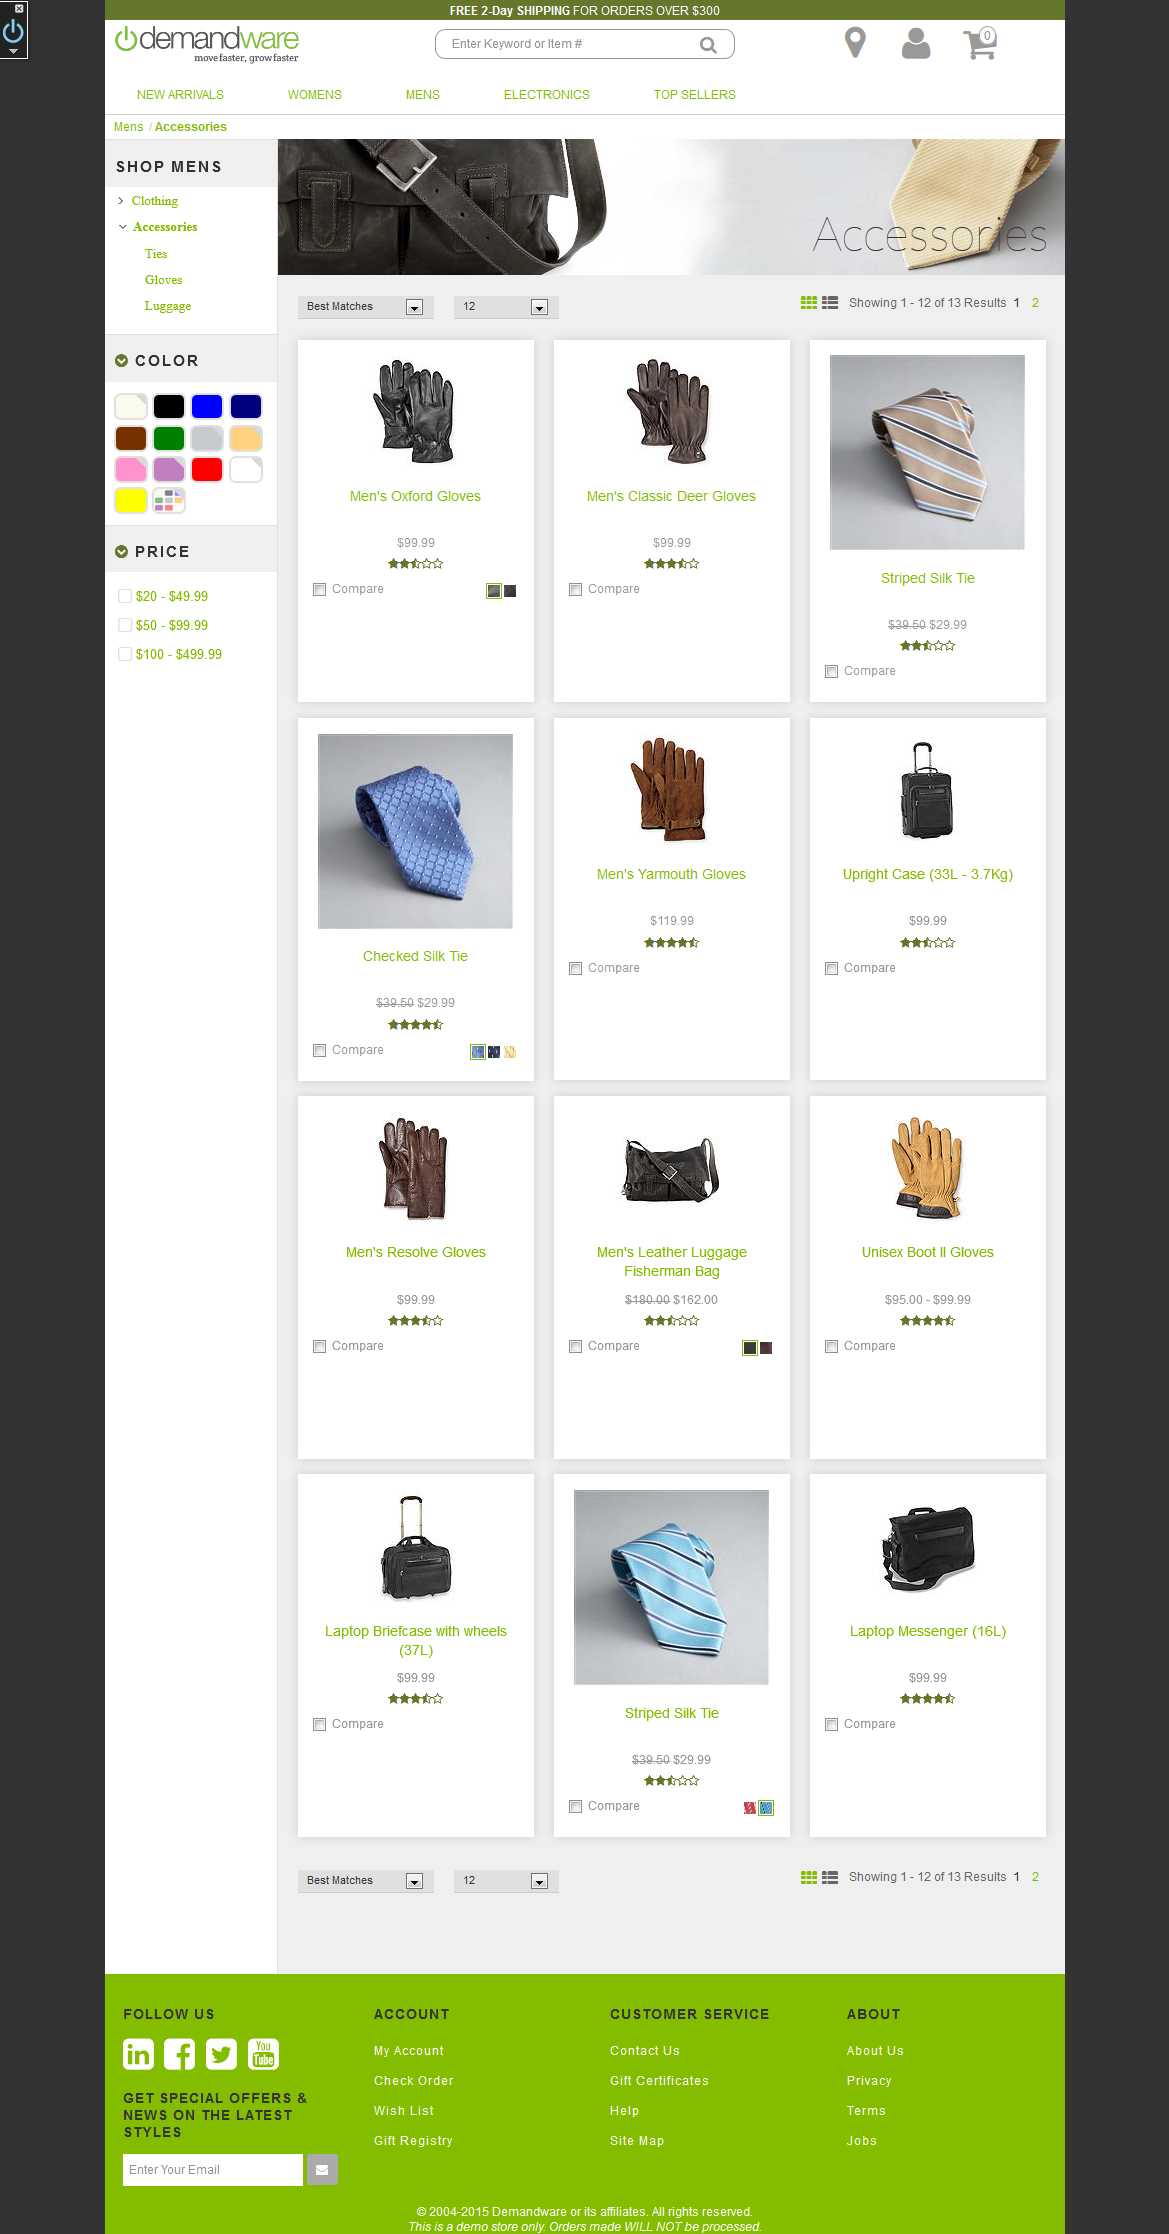 FREE 2-Day SHIPPING FOR ORDERS OVER $300
demandware
move faster, grow faster
Enter Keyword or Item #
0
NEW ARRIVALS WOMENS MENS ELECTRONICS TOP SELLERS
Mens / Accessories
SHOP MENS
Clothing
Accessories
Ties
Gloves
Luggage
COLOR
PRICE
$20 - $49.99
$50 - $99.99
$100 - $499.99
Accessories
Best Matches 12 Showing 1 - 12 of 13 Results 1 2
Men's Oxford Gloves
$99.99
Compare
Men's Classic Deer Gloves
$99.99
Compare
Striped Silk Tie
$39.50 $29.99
Compare
Checked Silk Tie
$39.50 $29.99
Compare
Men's Yarmouth Gloves
$119.99
Compare
Upright Case (33L - 3.7Kg)
$99.99
Compare
Men's Resolve Gloves
$99.99
Compare
Men's Leather Luggage
Fisherman Bag
$180.00 $162.00
Compare
Unisex Boot II Gloves
$95.00 - $99.99
Compare
Laptop Briefcase with wheels
(37L)
$99.99
Compare
Striped Silk Tie
$39.50 $29.99
Compare
Laptop Messenger (16L)
$99.99
Compare
Best Matches 12 Showing 1 - 12 of 13 Results 1 2
FOLLOW US
in
You
Tube
GET SPECIAL OFFERS &
NEWS ON THE LATEST
STYLES
Enter Your Email
ACCOUNT
My Account
Check Order
Wish List
Gift Registry
CUSTOMER SERVICE
Contact Us
Gift Certificates
Help
Site Map
ABOUT
About Us
Privacy
Terms
Jobs
© 2004-2015 Demandware or its affiliates. All rights reserved.
This is a demo store only. Orders made WILL NOT be processed.